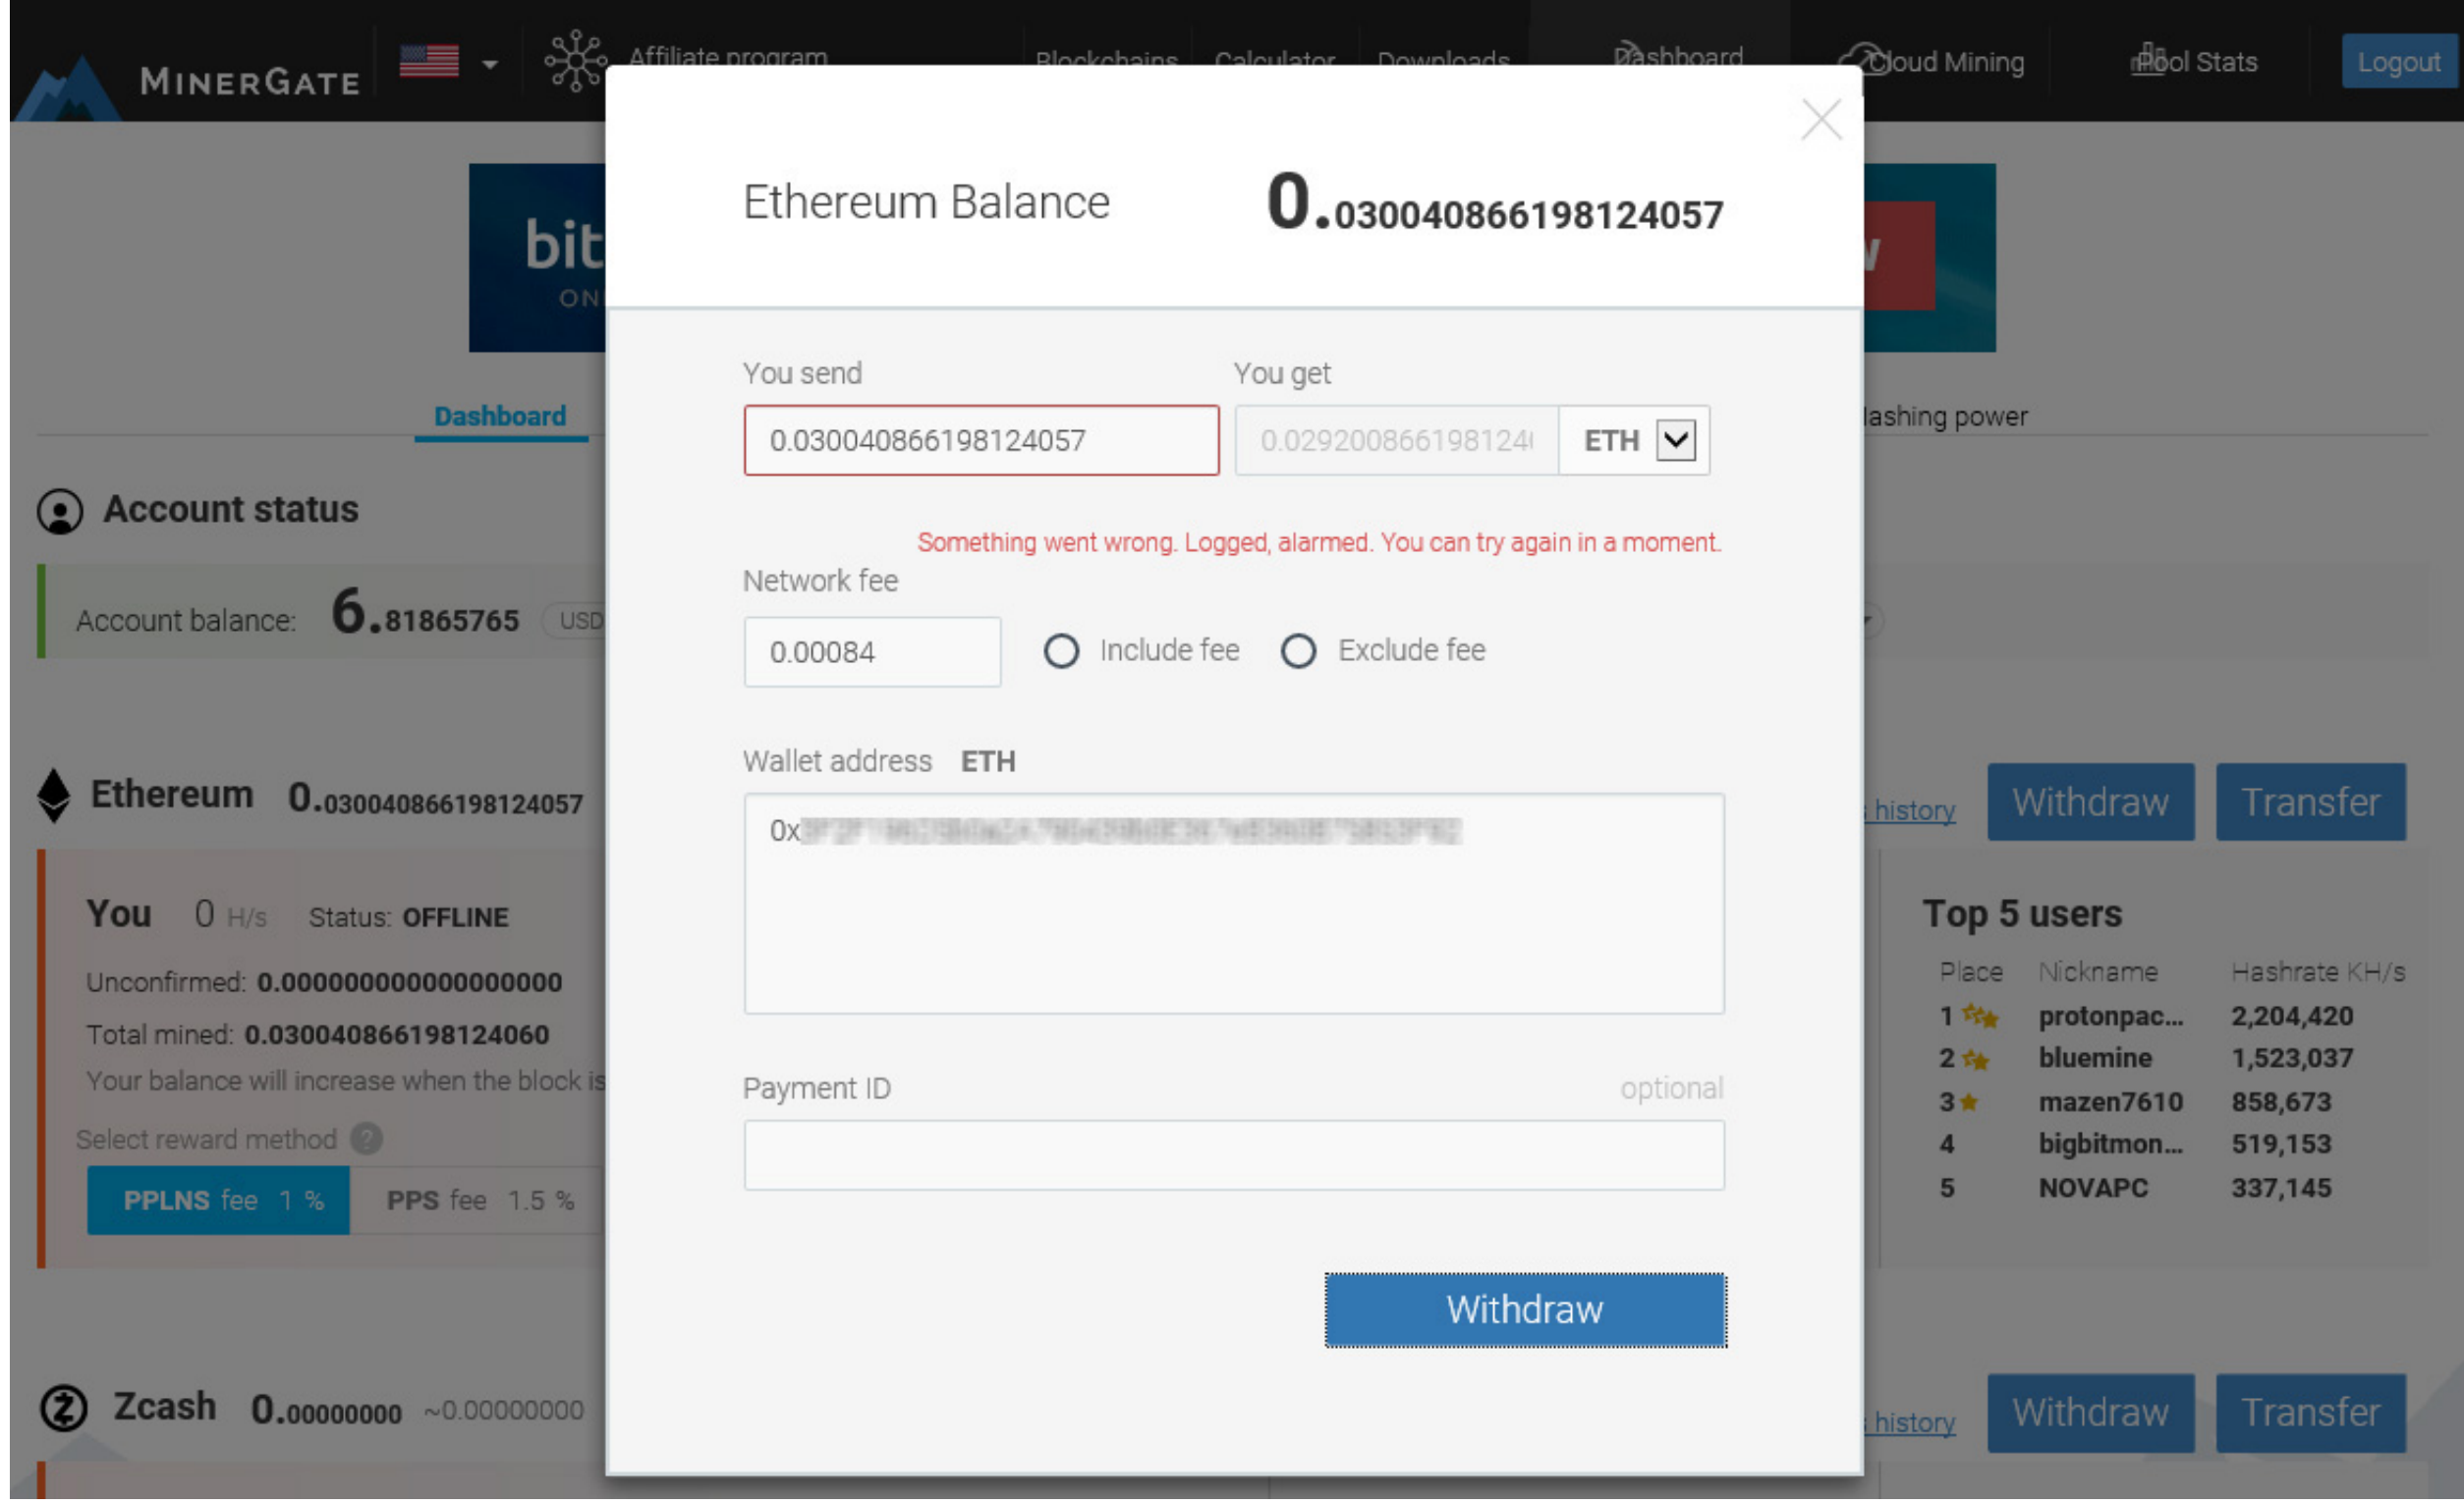 MINERGATE
Affiliate program
Blockchains
Calculator
Downloads
Dashboard
Cloud Mining
Pool Stats
Logout
bit
ON
Ethereum Balance 0.030040866198124057
You send
You get
0.030040866198124057
ETH
Something went wrong. Logged, alarmed. You can try again in a moment.
Network fee
0.00084
Include fee
Exclude fee
Wallet address ETH
0x
Payment ID
optional
Withdraw
Dashboard
ashing power
Account status
Account balance: 6.81865765 USD
Ethereum 0.030040866198124057
history
Withdraw
Transfer
You 0 H/s Status: OFFLINE
Unconfirmed: 0.000000000000000000
Total mined: 0.030040866198124060
Your balance will increase when the block is
Select reward method ?
PPLNS fee 1 %
PPS fee 1.5 %
Top 5 users
Place Nickname Hashrate KH/s
1 protonpac... 2,204,420
2 bluemine 1,523,037
3 mazen7610 858,673
4 bigbitmon... 519,153
5 NOVAPC 337,145
Zcash 0.00000000 ~0.00000000
history
Withdraw
Transfer